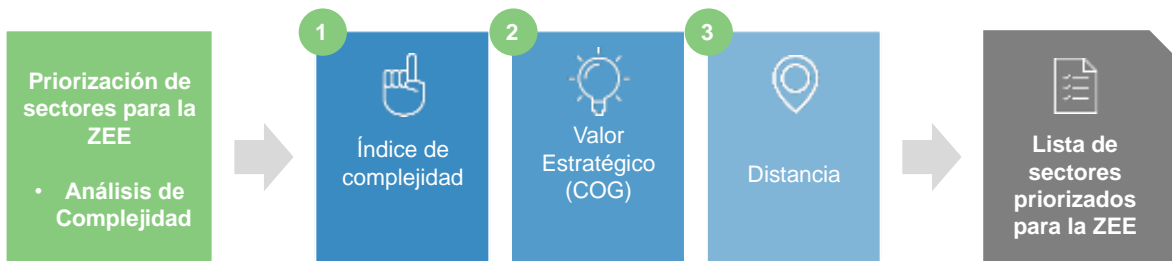 Priorización de
sectores para la
ZEE
• Análisis de
Complejidad
1
Índice de
complejidad
2
Valor
Estratégico
(COG)
3
Distancia
Lista de
sectores
priorizados
para la ZEE